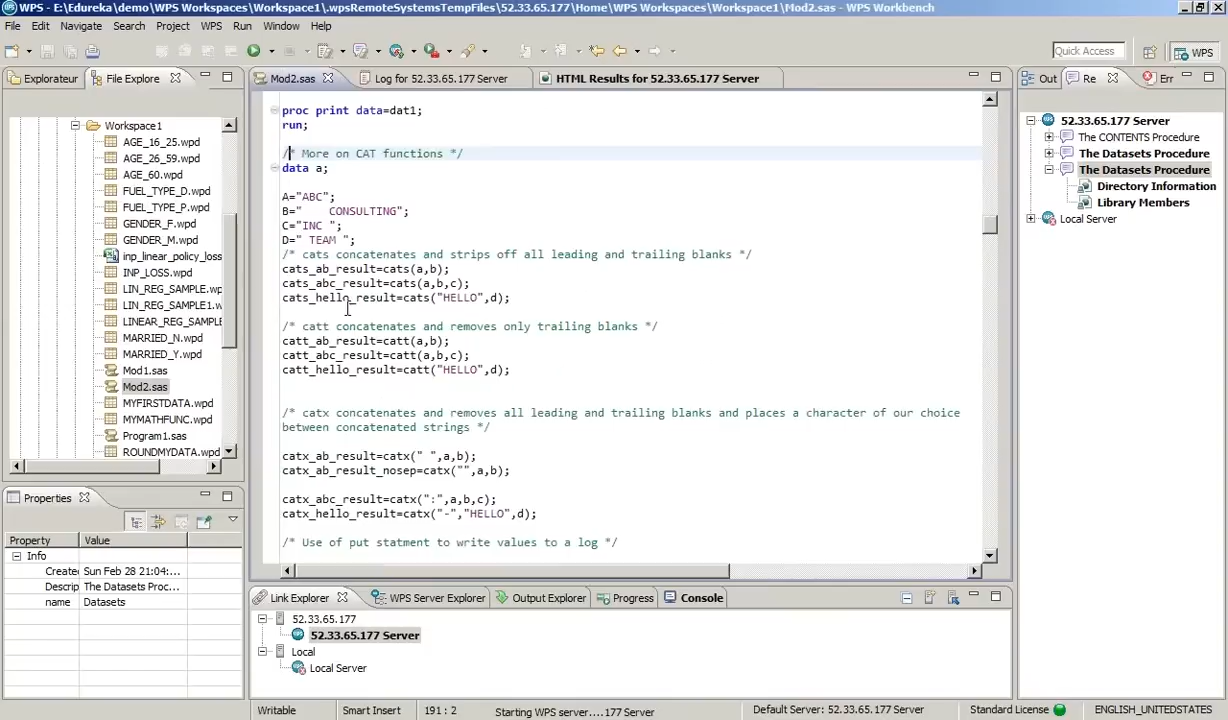 WPS - E:\Edureka\demo\WPS Workspaces\Workspace1\.wpsRemoteSystemsTempFiles\52.33.65.177\Home\WPS Workspaces\Workspace1\Mod2.sas - WPS Workbench
File Edit Navigate Search Project WPS Run Window Help
Quick Access
WPS
Explorateur
File Explore
Workspace1
AGE_16_25.wpd
AGE_26_59.wpd
AGE_60.wpd
FUEL_TYPE_D.wpd
FUEL_TYPE_P.wpd
GENDER_F.wpd
GENDER_M.wpd
inp_linear_policy_loss
INP_LOSS.wpd
LIN_REG_SAMPLE.wp
LIN_REG_SAMPLE1.w
LINEAR_REG_SAMPLE
MARRIED_N.wpd
MARRIED_Y.wpd
Mod1.sas
Mod2.sas
MYFIRSTDATA.wpd
MYMATHFUNC.wpd
Program1.sas
ROUNDMYDATA.wpd
Properties
Property Value
Info
Create Sun Feb 28 21:04:...
Descrip The Datasets Proc...
name Datasets
Mod2.sas
Log for 52.33.65.177 Server
HTML Results for 52.33.65.177 Server
proc print data=dat1;
run;
/* More on CAT functions */
data a;
A="ABC";
B="    CONSULTING";
C="INC ";
D=" TEAM ";
/* cats concatenates and strips off all leading and trailing blanks */
cats_ab_result=cats(a,b);
cats_abc_result=cats(a,b,c);
cats_hello_result=cats("HELLO",d);
/* catt concatenates and removes only trailing blanks */
catt_ab_result=catt(a,b);
catt_abc_result=catt(a,b,c);
catt_hello_result=catt("HELLO",d);
/* catx concatenates and removes all leading and trailing blanks and places a character of our choice
between concatenated strings */
catx_ab_result=catx(" ",a,b);
catx_ab_result_nosep=catx("",a,b);
catx_abc_result=catx(":",a,b,c);
catx_hello_result=catx("-","HELLO",d);
/* Use of put statment to write values to a log */
Link Explorer
WPS Server Explorer
Output Explorer
Progress
Console
52.33.65.177
52.33.65.177 Server
Local
Local Server
Out
Re
Err
52.33.65.177 Server
The CONTENTS Procedure
The Datasets Procedure
The Datasets Procedure
Directory Information
Library Members
Local Server
Writable Smart Insert 191 : 2 Starting WPS server....177 Server Default Server: 52.33.65.177 Server Standard License ENGLISH_UNITEDSTATES